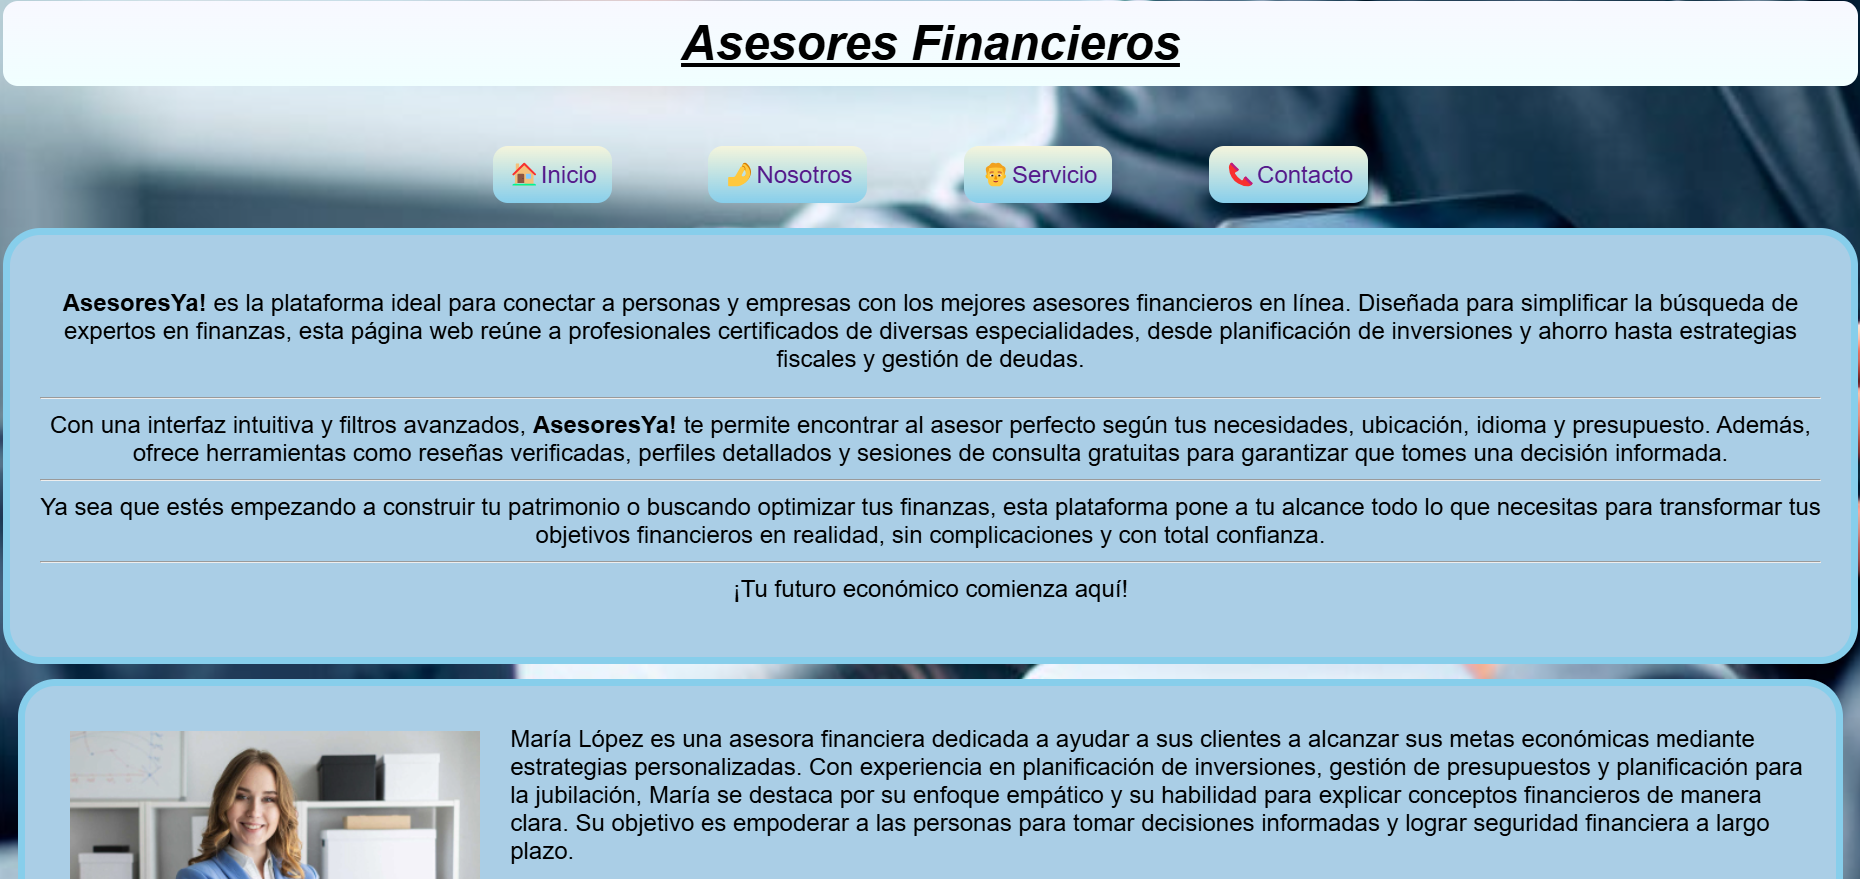 Asesores Financieros
🏠Inicio
🤌Nosotros
👨‍🦱Servicio
📞Contacto
AsesoresYa! es la plataforma ideal para conectar a personas y empresas con los mejores asesores financieros en línea. Diseñada para simplificar la búsqueda de
expertos en finanzas, esta página web reúne a profesionales certificados de diversas especialidades, desde planificación de inversiones y ahorro hasta estrategias
fiscales y gestión de deudas.
Con una interfaz intuitiva y filtros avanzados, AsesoresYa! te permite encontrar al asesor perfecto según tus necesidades, ubicación, idioma y presupuesto. Además,
ofrece herramientas como reseñas verificadas, perfiles detallados y sesiones de consulta gratuitas para garantizar que tomes una decisión informada.
Ya sea que estés empezando a construir tu patrimonio o buscando optimizar tus finanzas, esta plataforma pone a tu alcance todo lo que necesitas para transformar tus
objetivos financieros en realidad, sin complicaciones y con total confianza.
¡Tu futuro económico comienza aquí!
María López es una asesora financiera dedicada a ayudar a sus clientes a alcanzar sus metas económicas mediante
estrategias personalizadas. Con experiencia en planificación de inversiones, gestión de presupuestos y planificación para
la jubilación, María se destaca por su enfoque empático y su habilidad para explicar conceptos financieros de manera
clara. Su objetivo es empoderar a las personas para tomar decisiones informadas y lograr seguridad financiera a largo
plazo.